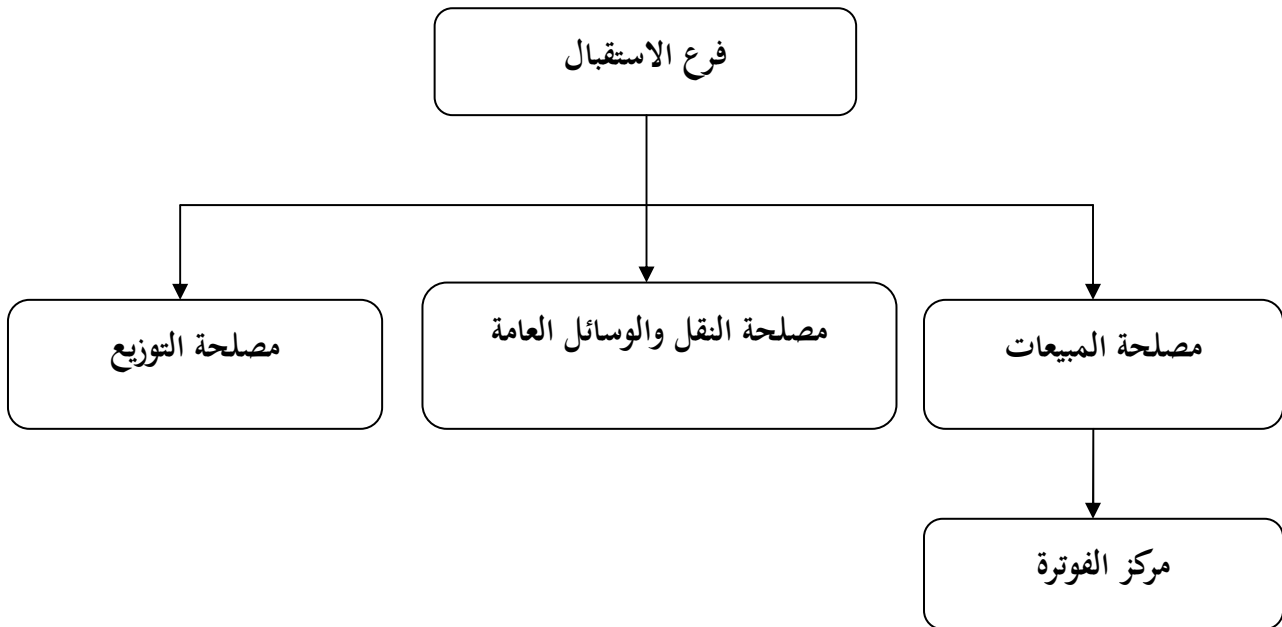 فرع الاستقبال
مصلحة المبيعات
مصلحة النقل والوسائل العامة
مصلحة التوزيع
مركز الفوترة